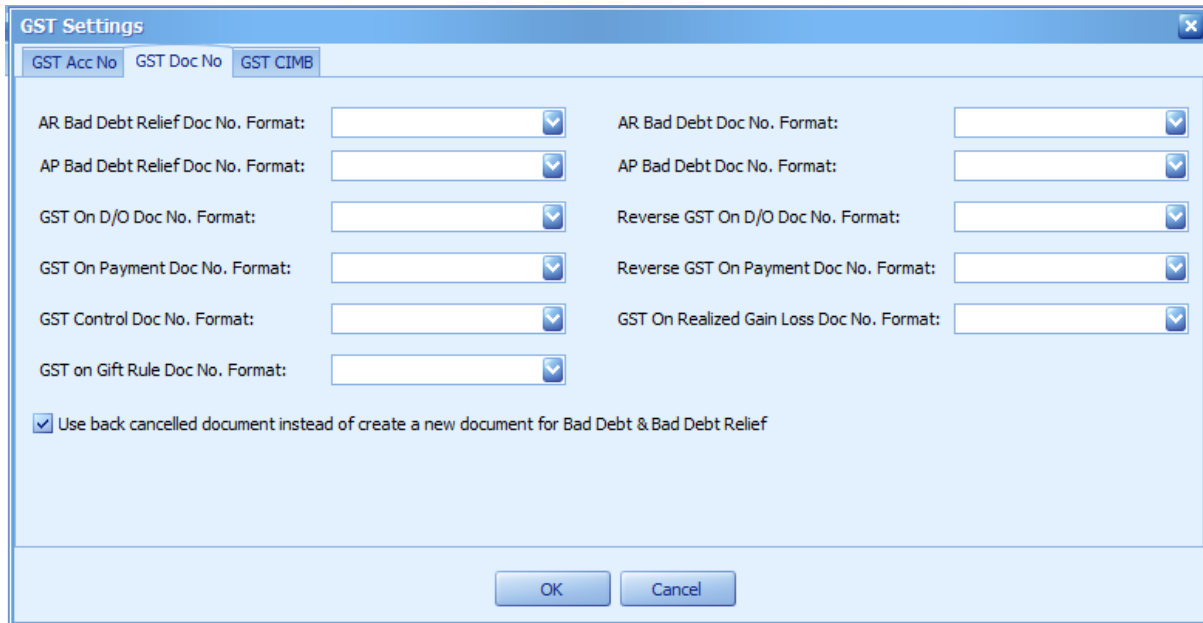 GST Settings
GST Acc No GST Doc No GST CIMB
AR Bad Debt Relief Doc No. Format: AR Bad Debt Doc No. Format:
AP Bad Debt Relief Doc No. Format: AP Bad Debt Doc No. Format:
GST On D/O Doc No. Format: Reverse GST On D/O Doc No. Format:
GST On Payment Doc No. Format: Reverse GST On Payment Doc No. Format:
GST Control Doc No. Format: GST On Realized Gain Loss Doc No. Format:
GST on Gift Rule Doc No. Format:
Use back cancelled document instead of create a new document for Bad Debt & Bad Debt Relief
OK Cancel